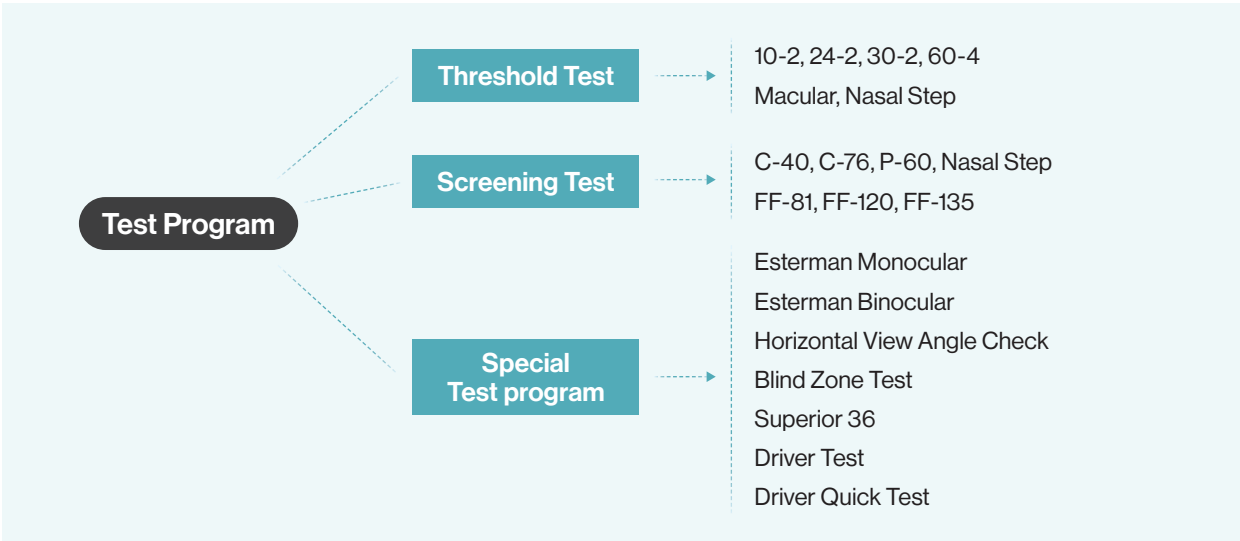 Test Program
Threshold Test
10-2, 24-2, 30-2, 60-4
Macular, Nasal Step
Screening Test
C-40, C-76, P-60, Nasal Step
FF-81, FF-120, FF-135
Special
Test program
Esterman Monocular
Esterman Binocular
Horizontal View Angle Check
Blind Zone Test
Superior 36
Driver Test
Driver Quick Test